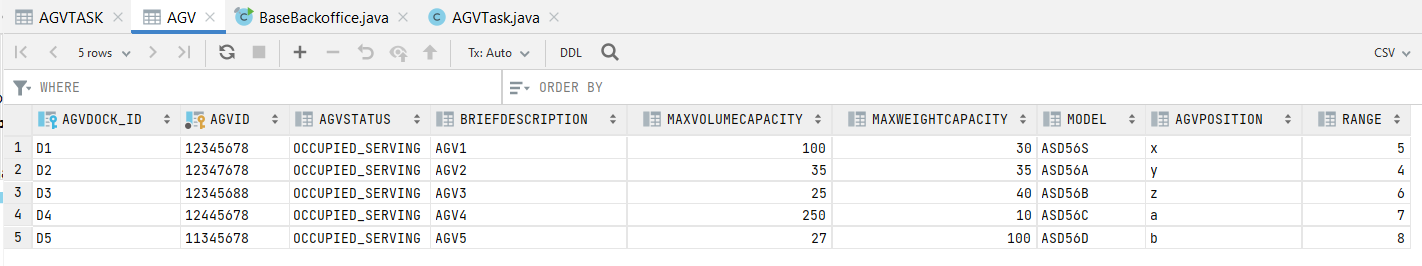 AGVTASK AGV BaseBackoffice.java AGVTask.java
5 rows Tx: Auto DDL CSV
WHERE ORDER BY
AGVDOCK_ID AGVID AGVSTATUS BRIEFDESCRIPTION MAXVOLUMECAPACITY MAXWEIGHTCAPACITY MODEL AGVPOSITION RANGE
1 D1 12345678 OCCUPIED_SERVING AGV1 100 30 ASD56S x 5
2 D2 12347678 OCCUPIED_SERVING AGV2 35 35 ASD56A y 4
3 D3 12345688 OCCUPIED_SERVING AGV3 25 40 ASD56B z 6
4 D4 12445678 OCCUPIED_SERVING AGV4 250 10 ASD56C a 7
5 D5 11345678 OCCUPIED_SERVING AGV5 27 100 ASD56D b 8